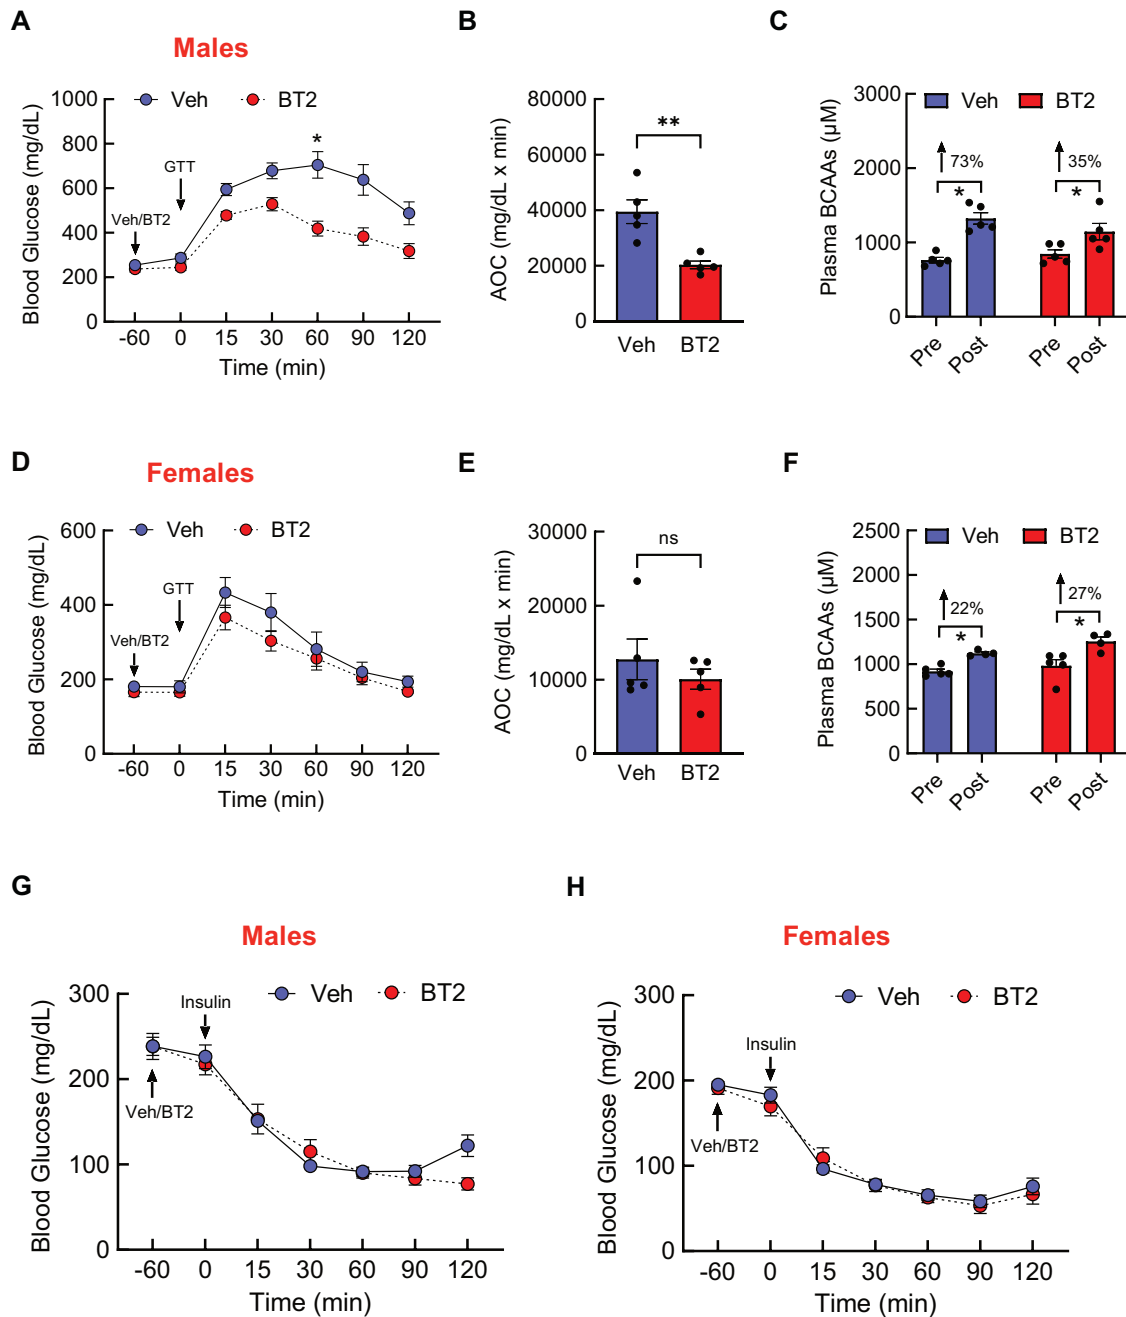 A
Males
Veh
BT2
Blood Glucose (mg/dL)
1000
800
600
400
200
0
GTT
Veh/BT2
*
-60
0
15
30
60
90
120
Time (min)
B
AOC (mg/dL x min)
80000
60000
40000
20000
0
**
Veh
BT2
C
Plasma BCAAs (µM)
3000
2000
1000
0
Veh
BT2
73%
35%
*
*
Pre
Post
Pre
Post
D
Females
Veh
BT2
Blood Glucose (mg/dL)
600
400
200
0
GTT
Veh/BT2
-60
0
15
30
60
90
120
Time (min)
E
AOC (mg/dL x min)
30000
20000
10000
0
ns
Veh
BT2
F
Plasma BCAAs (µM)
2500
2000
1500
1000
500
0
Veh
BT2
22%
27%
*
*
Pre
Post
Pre
Post
G
Males
Veh
BT2
Blood Glucose (mg/dL)
300
200
100
0
Insulin
Veh/BT2
-60
0
15
30
60
90
120
Time (min)
H
Females
Veh
BT2
Blood Glucose (mg/dL)
300
200
100
0
Insulin
Veh/BT2
-60
0
15
30
60
90
120
Time (min)